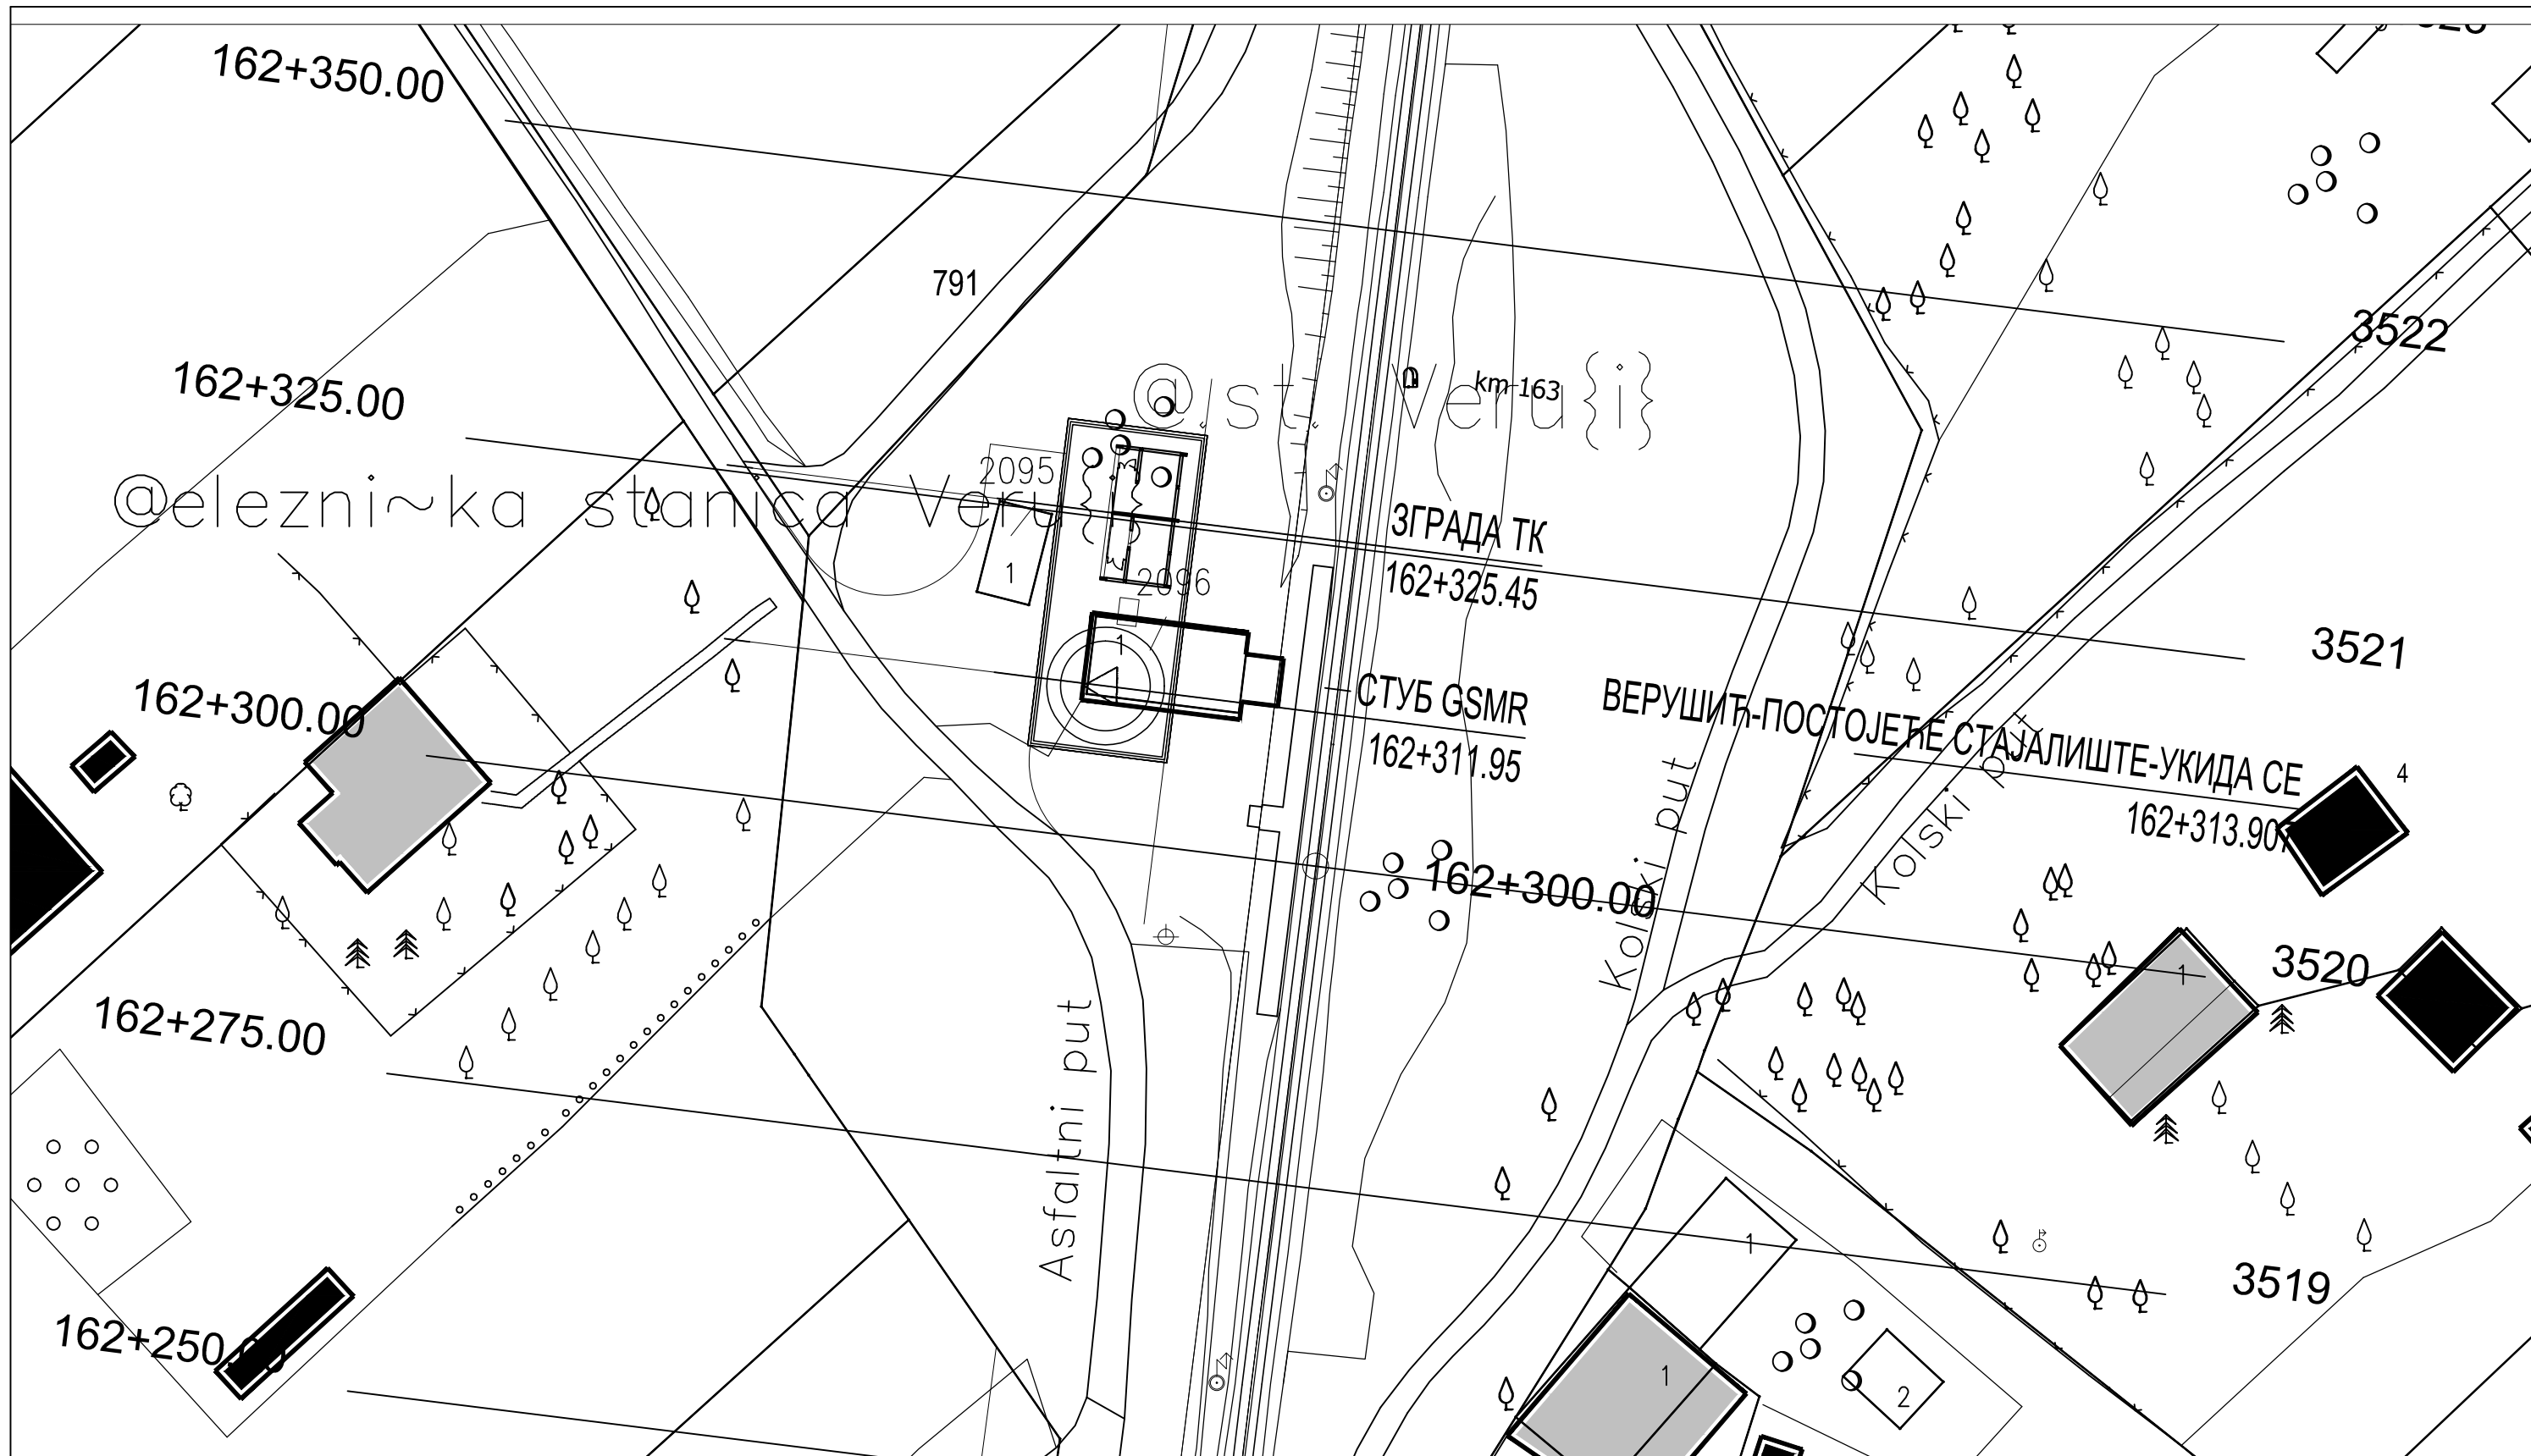 162+350.00
791
3522
162+325.00
@.st. Veru{i}
km 163
@elezni~ka stanica Veru{i}
2095
1
ЗГРАДА ТК
162+325.45
2096
1
3521
162+300.00
СТУБ GSMR
162+311.95
ВЕРУШИЋ-ПОСТОЈЕЋЕ СТАЈАЛИШТЕ-УКИДА СЕ
162+313.907
4
Kolski put
Kolski put
162+300.00
1
3520
162+275.00
Asfaltni put
1
3519
162+250.00
1
2